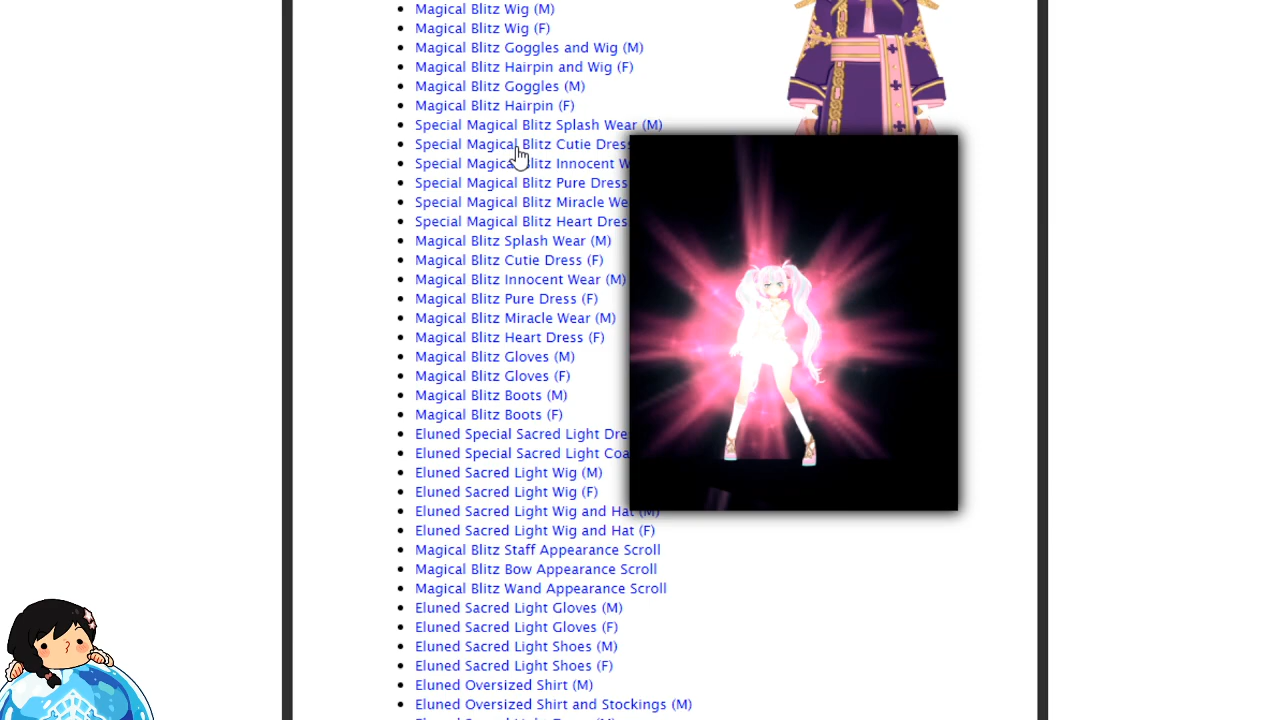 Magical Blitz Wig (M)
Magical Blitz Wig (F)
Magical Blitz Goggles and Wig (M)
Magical Blitz Hairpin and Wig (F)
Magical Blitz Goggles (M)
Magical Blitz Hairpin (F)
Special Magical Blitz Splash Wear (M)
Special Magical Blitz Cutie Dress
Special Magical Blitz Innocent W
Special Magical Blitz Pure Dress
Special Magical Blitz Miracle We
Special Magical Blitz Heart Dres
Magical Blitz Splash Wear (M)
Magical Blitz Cutie Dress (F)
Magical Blitz Innocent Wear (M)
Magical Blitz Pure Dress (F)
Magical Blitz Miracle Wear (M)
Magical Blitz Heart Dress (F)
Magical Blitz Gloves (M)
Magical Blitz Gloves (F)
Magical Blitz Boots (M)
Magical Blitz Boots (F)
Eluned Special Sacred Light Dre
Eluned Special Sacred Light Coa
Eluned Sacred Light Wig (M)
Eluned Sacred Light Wig (F)
Eluned Sacred Light Wig and Hat (M)
Eluned Sacred Light Wig and Hat (F)
Magical Blitz Staff Appearance Scroll
Magical Blitz Bow Appearance Scroll
Magical Blitz Wand Appearance Scroll
Eluned Sacred Light Gloves (M)
Eluned Sacred Light Gloves (F)
Eluned Sacred Light Shoes (M)
Eluned Sacred Light Shoes (F)
Eluned Oversized Shirt (M)
Eluned Oversized Shirt and Stockings (M)